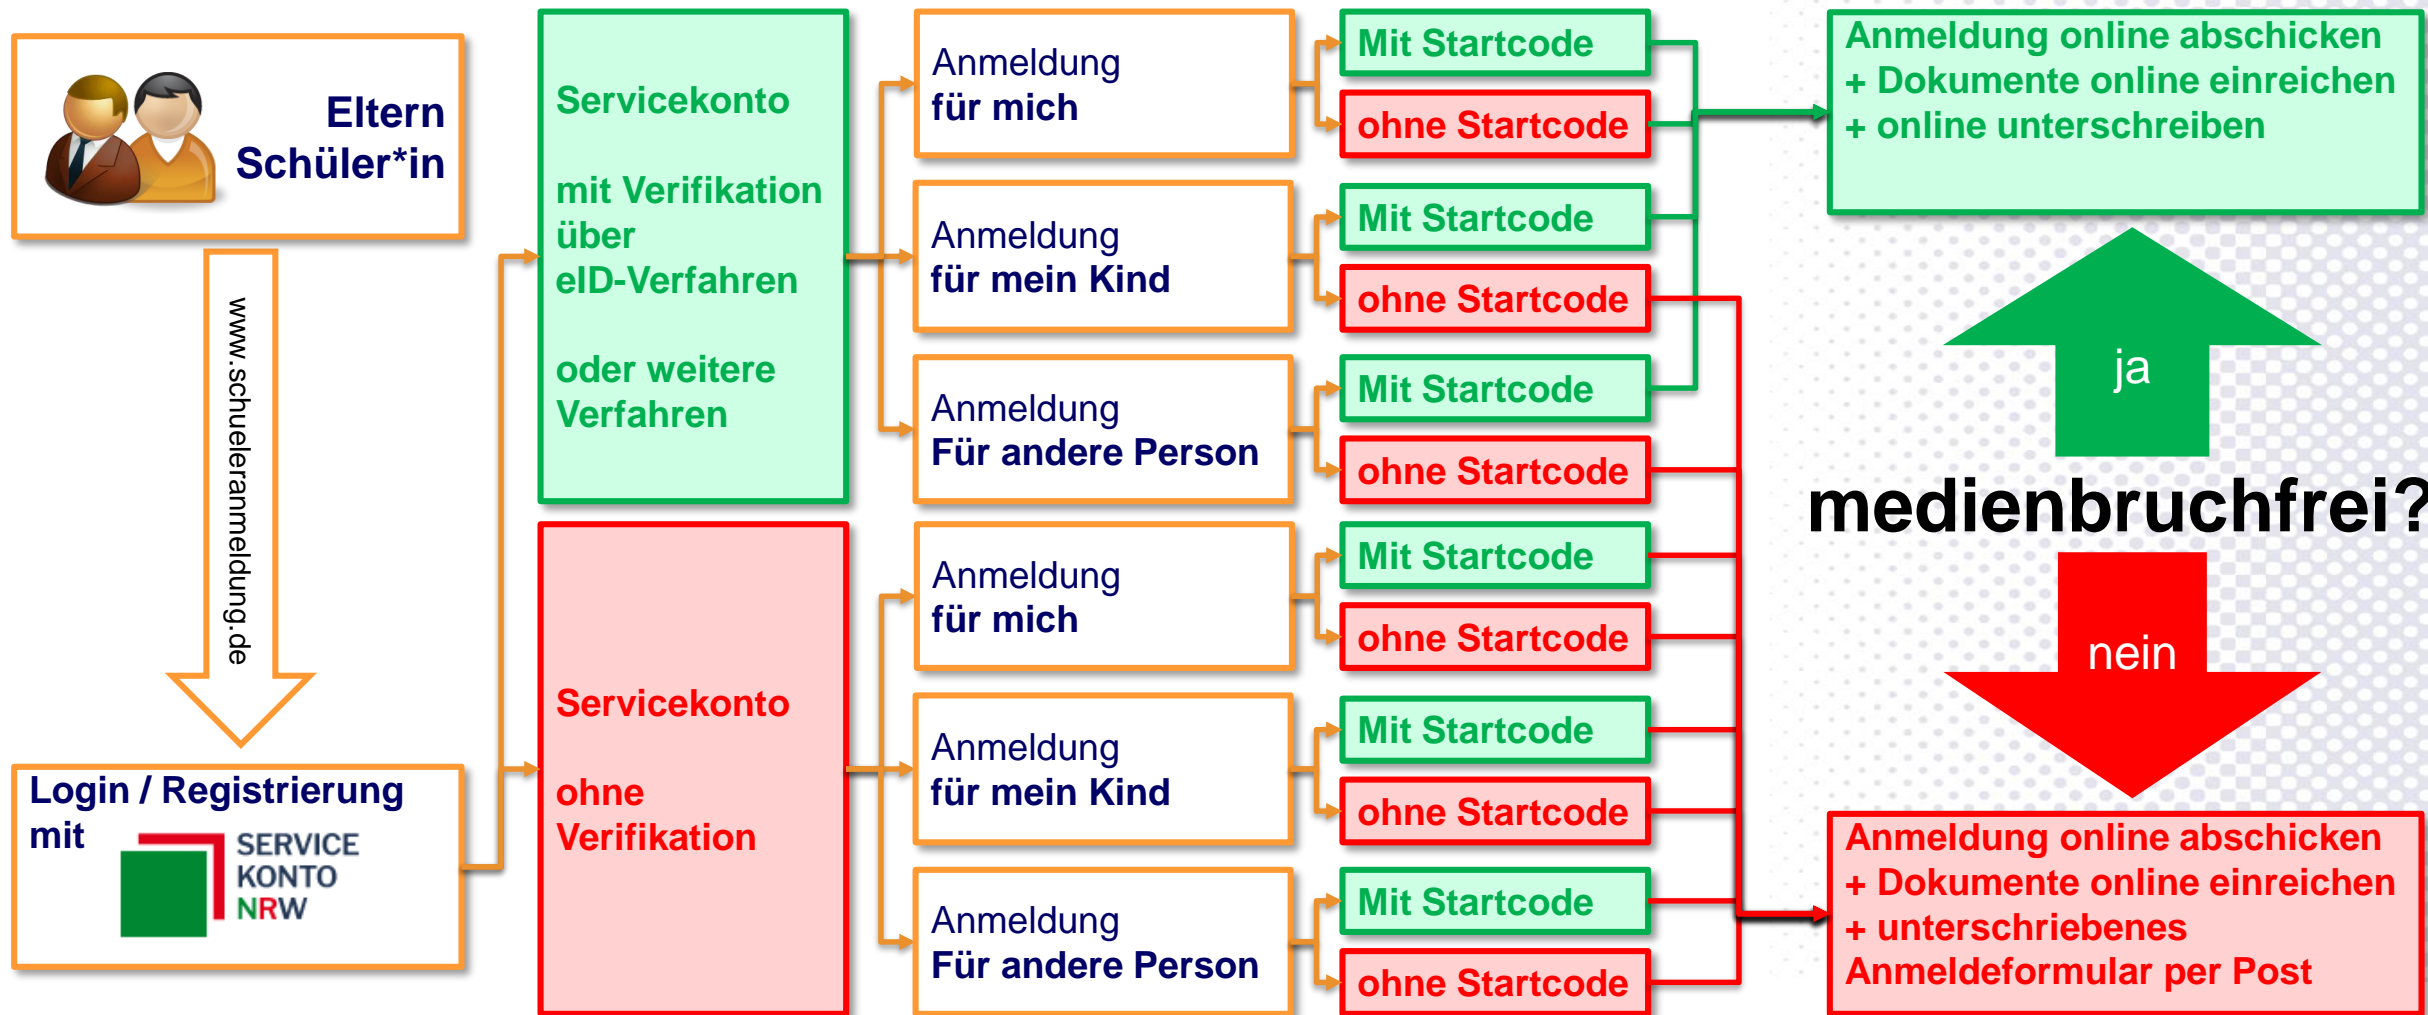 Eltern
Schüler*in
www.schueleranmeldung.de
Login / Registrierung
mit
SERVICE
KONTO
NRW
Servicekonto
mit Verifikation
über
eID-Verfahren
oder weitere
Verfahren
Servicekonto
ohne
Verifikation
Anmeldung
für mich
Anmeldung
für mein Kind
Anmeldung
Für andere Person
Anmeldung
für mich
Anmeldung
für mein Kind
Anmeldung
Für andere Person
Mit Startcode
ohne Startcode
Mit Startcode
ohne Startcode
Mit Startcode
ohne Startcode
Mit Startcode
ohne Startcode
Mit Startcode
ohne Startcode
Mit Startcode
ohne Startcode
Anmeldung online abschicken
+ Dokumente online einreichen
+ online unterschreiben
ja
medienbruchfrei?
nein
Anmeldung online abschicken
+ Dokumente online einreichen
+ unterschriebenes
Anmeldeformular per Post